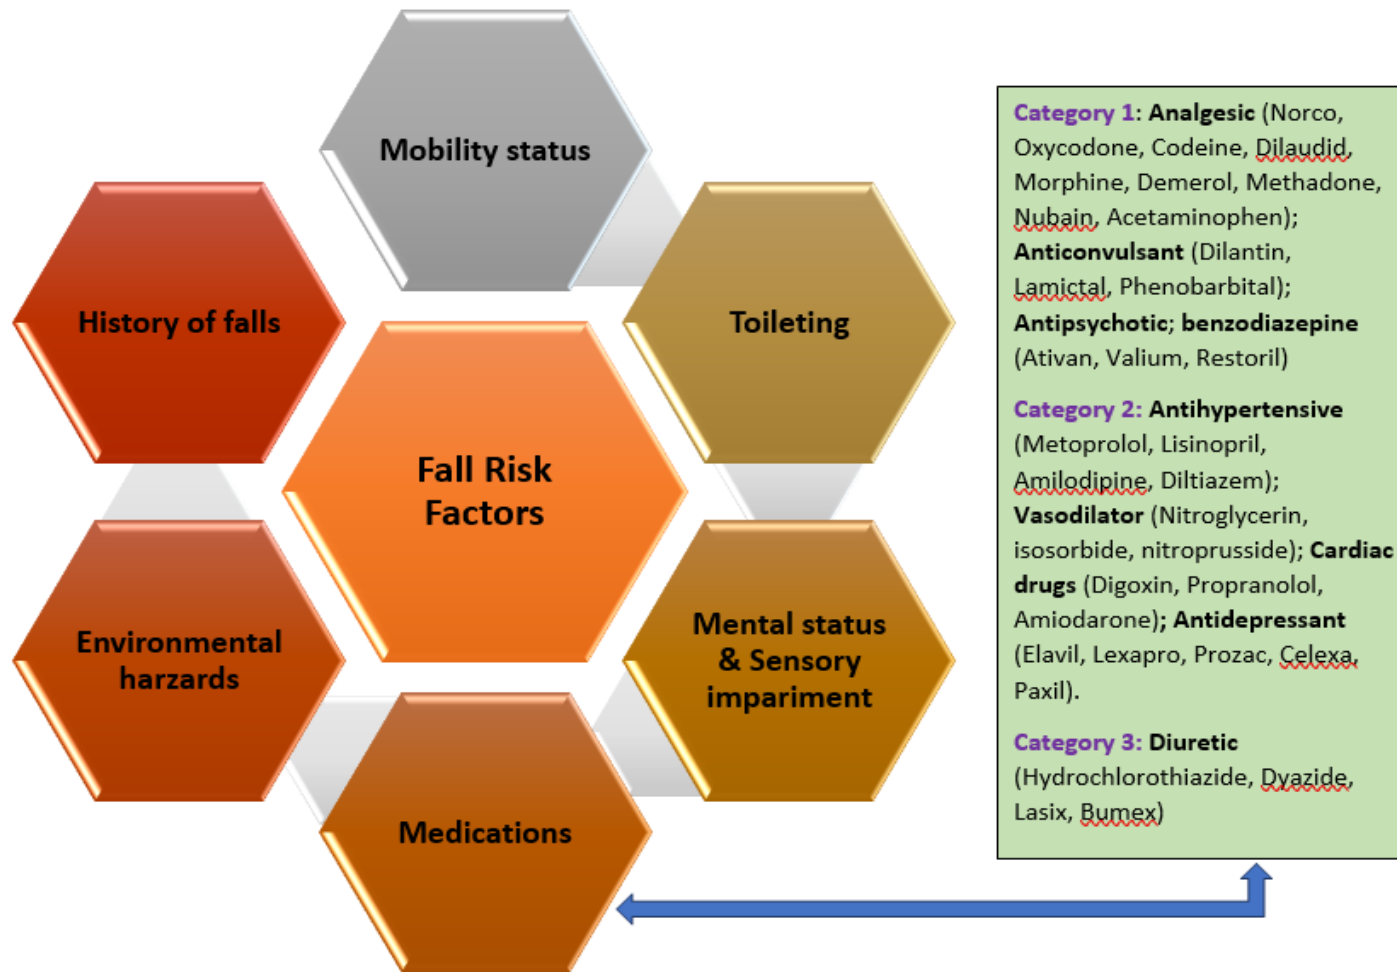 Mobility status
History of falls
Toileting
Fall Risk
Factors
Environmental
harzards
Mental status
& Sensory
impariment
Medications
Category 1: Analgesic (Norco,
Oxycodone, Codeine, Dilaudid,
Morphine, Demerol, Methadone,
Nubain, Acetaminophen);
Anticonvulsant (Dilantin,
Lamictal, Phenobarbital);
Antipsychotic; benzodiazepine
(Ativan, Valium, Restoril)
Category 2: Antihypertensive
(Metoprolol, Lisinopril,
Amilodipine, Diltiazem);
Vasodilator (Nitroglycerin,
isosorbide, nitroprusside); Cardiac
drugs (Digoxin, Propranolol,
Amiodarone); Antidepressant
(Elavil, Lexapro, Prozac, Celexa,
Paxil).
Category 3: Diuretic
(Hydrochlorothiazide, Dyazide,
Lasix, Bumex)